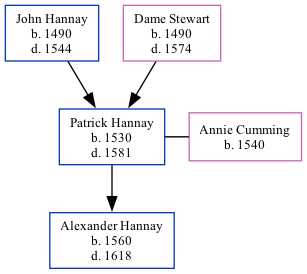 John Hannay
b. 1490
d. 1544
Dame Stewart
b. 1490
d. 1574
Patrick Hannay
b. 1530
d. 1581
Annie Cumming
b. 1540
Alexander Hannay
b. 1560
d. 1618